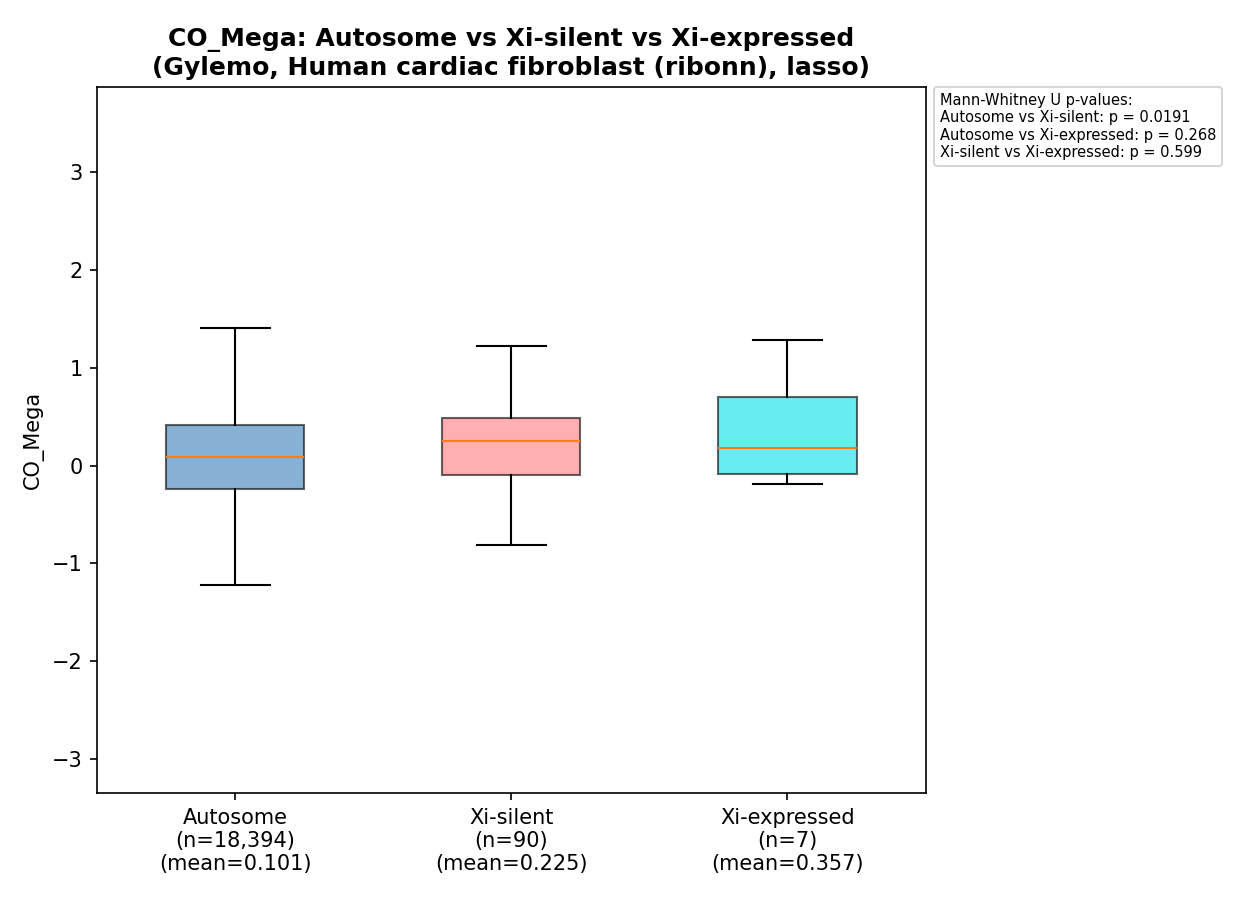 CO_Mega: Autosome vs Xi-silent vs Xi-expressed
(Gylemo, Human cardiac fibroblast (ribonn), lasso)
Mann-Whitney U p-values:
Autosome vs Xi-silent: p = 0.0191
Autosome vs Xi-expressed: p = 0.268
Xi-silent vs Xi-expressed: p = 0.599
CO_Mega
3
2
1
0
−1
−2
−3
Autosome
(n=18,394)
(mean=0.101)
Xi-silent
(n=90)
(mean=0.225)
Xi-expressed
(n=7)
(mean=0.357)